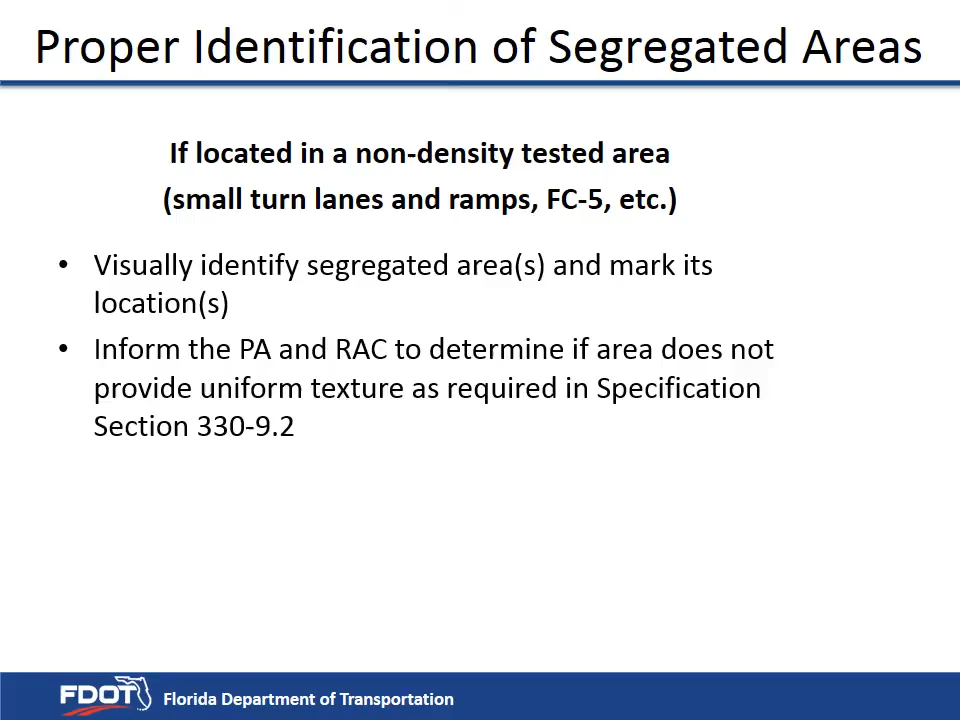 Proper Identification of Segregated Areas
If located in a non-density tested area
(small turn lanes and ramps, FC-5, etc.)
• Visually identify segregated area(s) and mark its
location(s)
• Inform the PA and RAC to determine if area does not
provide uniform texture as required in Specification
Section 330-9.2
FDOT Florida Department of Transportation